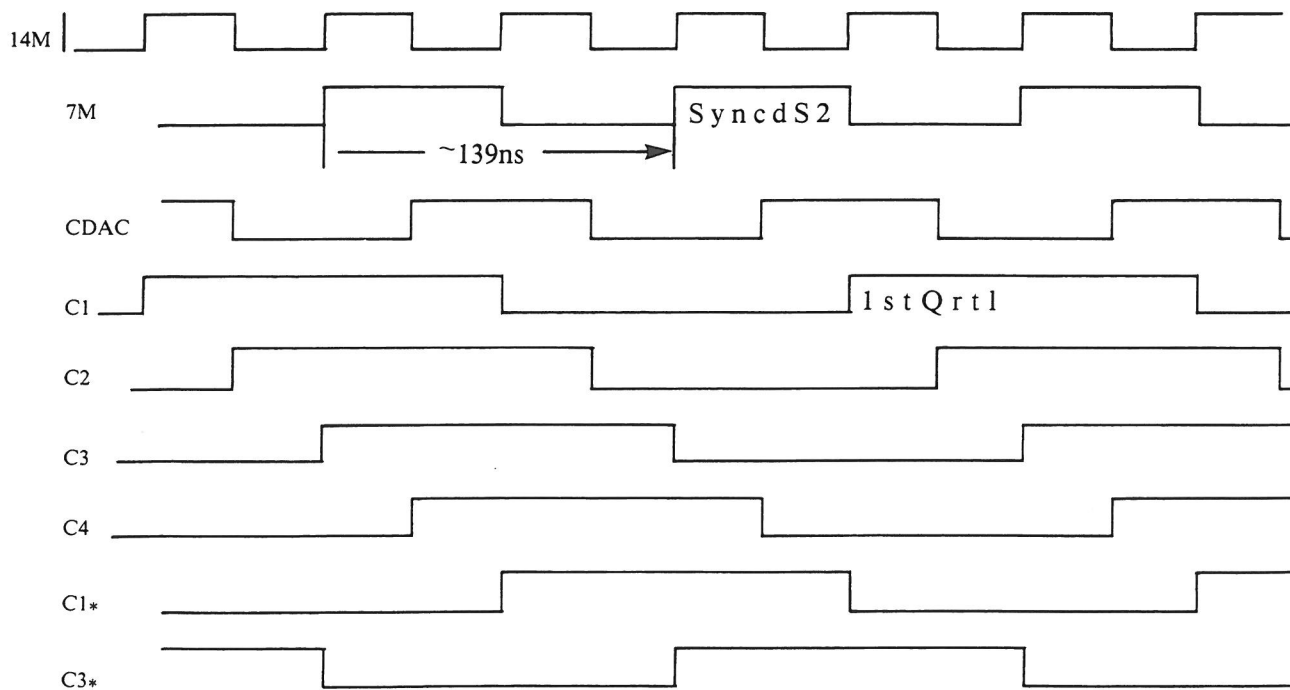 14M
7M
SyncdS2
~139ns
CDAC
C1
1stQrtl
C2
C3
C4
C1*
C3*